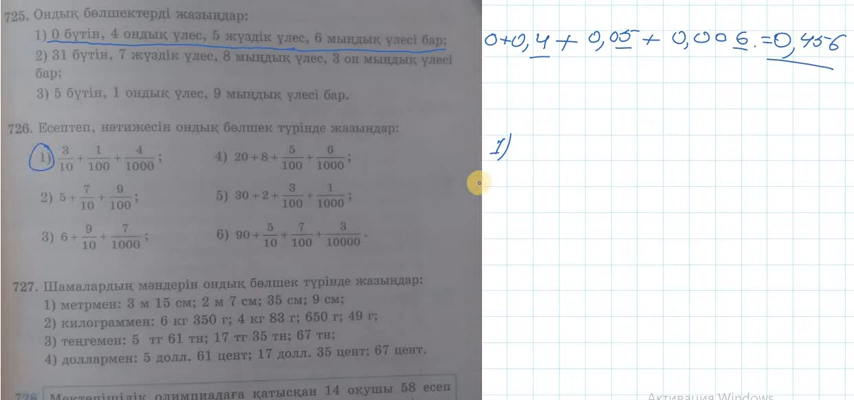 725. Ондық бөлшектерді жазыңдар:
1) 0 бүтін, 4 ондық үлес, 5 жүздік үлес, 6 мыңдық үлесі бар;
2) 31 бүтін, 7 жүздік үлес, 8 мыңдық үлес, 3 он мыңдық үлесі
бар;
3) 5 бүтін, 1 ондық үлес, 9 мыңдық үлесі бар.
726. Есептеп, нәтижесін ондық бөлшек түрінде жазыңдар:
1) 3/10 + 1/100 + 4/1000; 4) 20+8+ 5/100 + 6/1000;
2) 5+ 7/10 + 9/100; 5) 30+2+ 3/100 + 1/1000;
3) 6+ 9/10 + 7/1000; 6) 90+ 5/10 + 7/100 + 3/10000.
727. Шамалардың мәндерін ондық бөлшек түрінде жазыңдар:
1) метрмен: 3 м 15 см; 2 м 7 см; 35 см; 9 см;
2) килограммен: 6 кг 350 г; 4 кг 83 г; 650 г; 49 г;
3) теңгемен: 5 тг 61 тн; 17 тг 35 тн; 67 тн;
4) доллармен: 5 долл. 61 цент; 17 долл. 35 цент; 67 цент.
728 Мектепішілік олимпиадаға қатысқан 14 оқушы 58 есеп
0+0,4 + 0,05 + 0,006.=0,456
1)
Активация Windows